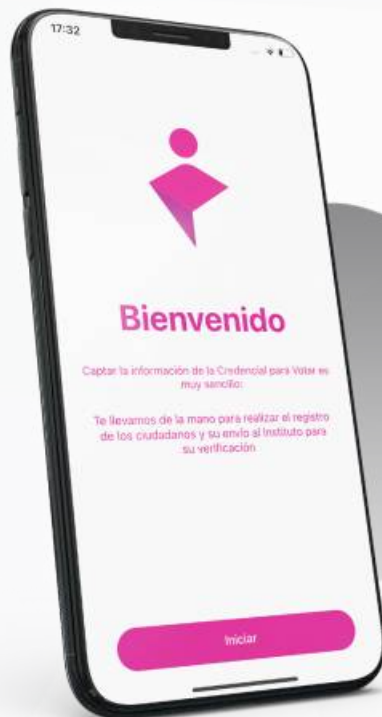 17:32
Bienvenido
Captar la información de la Credencial para Votar es
muy sencillo:
Te llevamos de la mano para realizar el registro
de los ciudadanos y su envío al Instituto para
su verificación
Iniciar